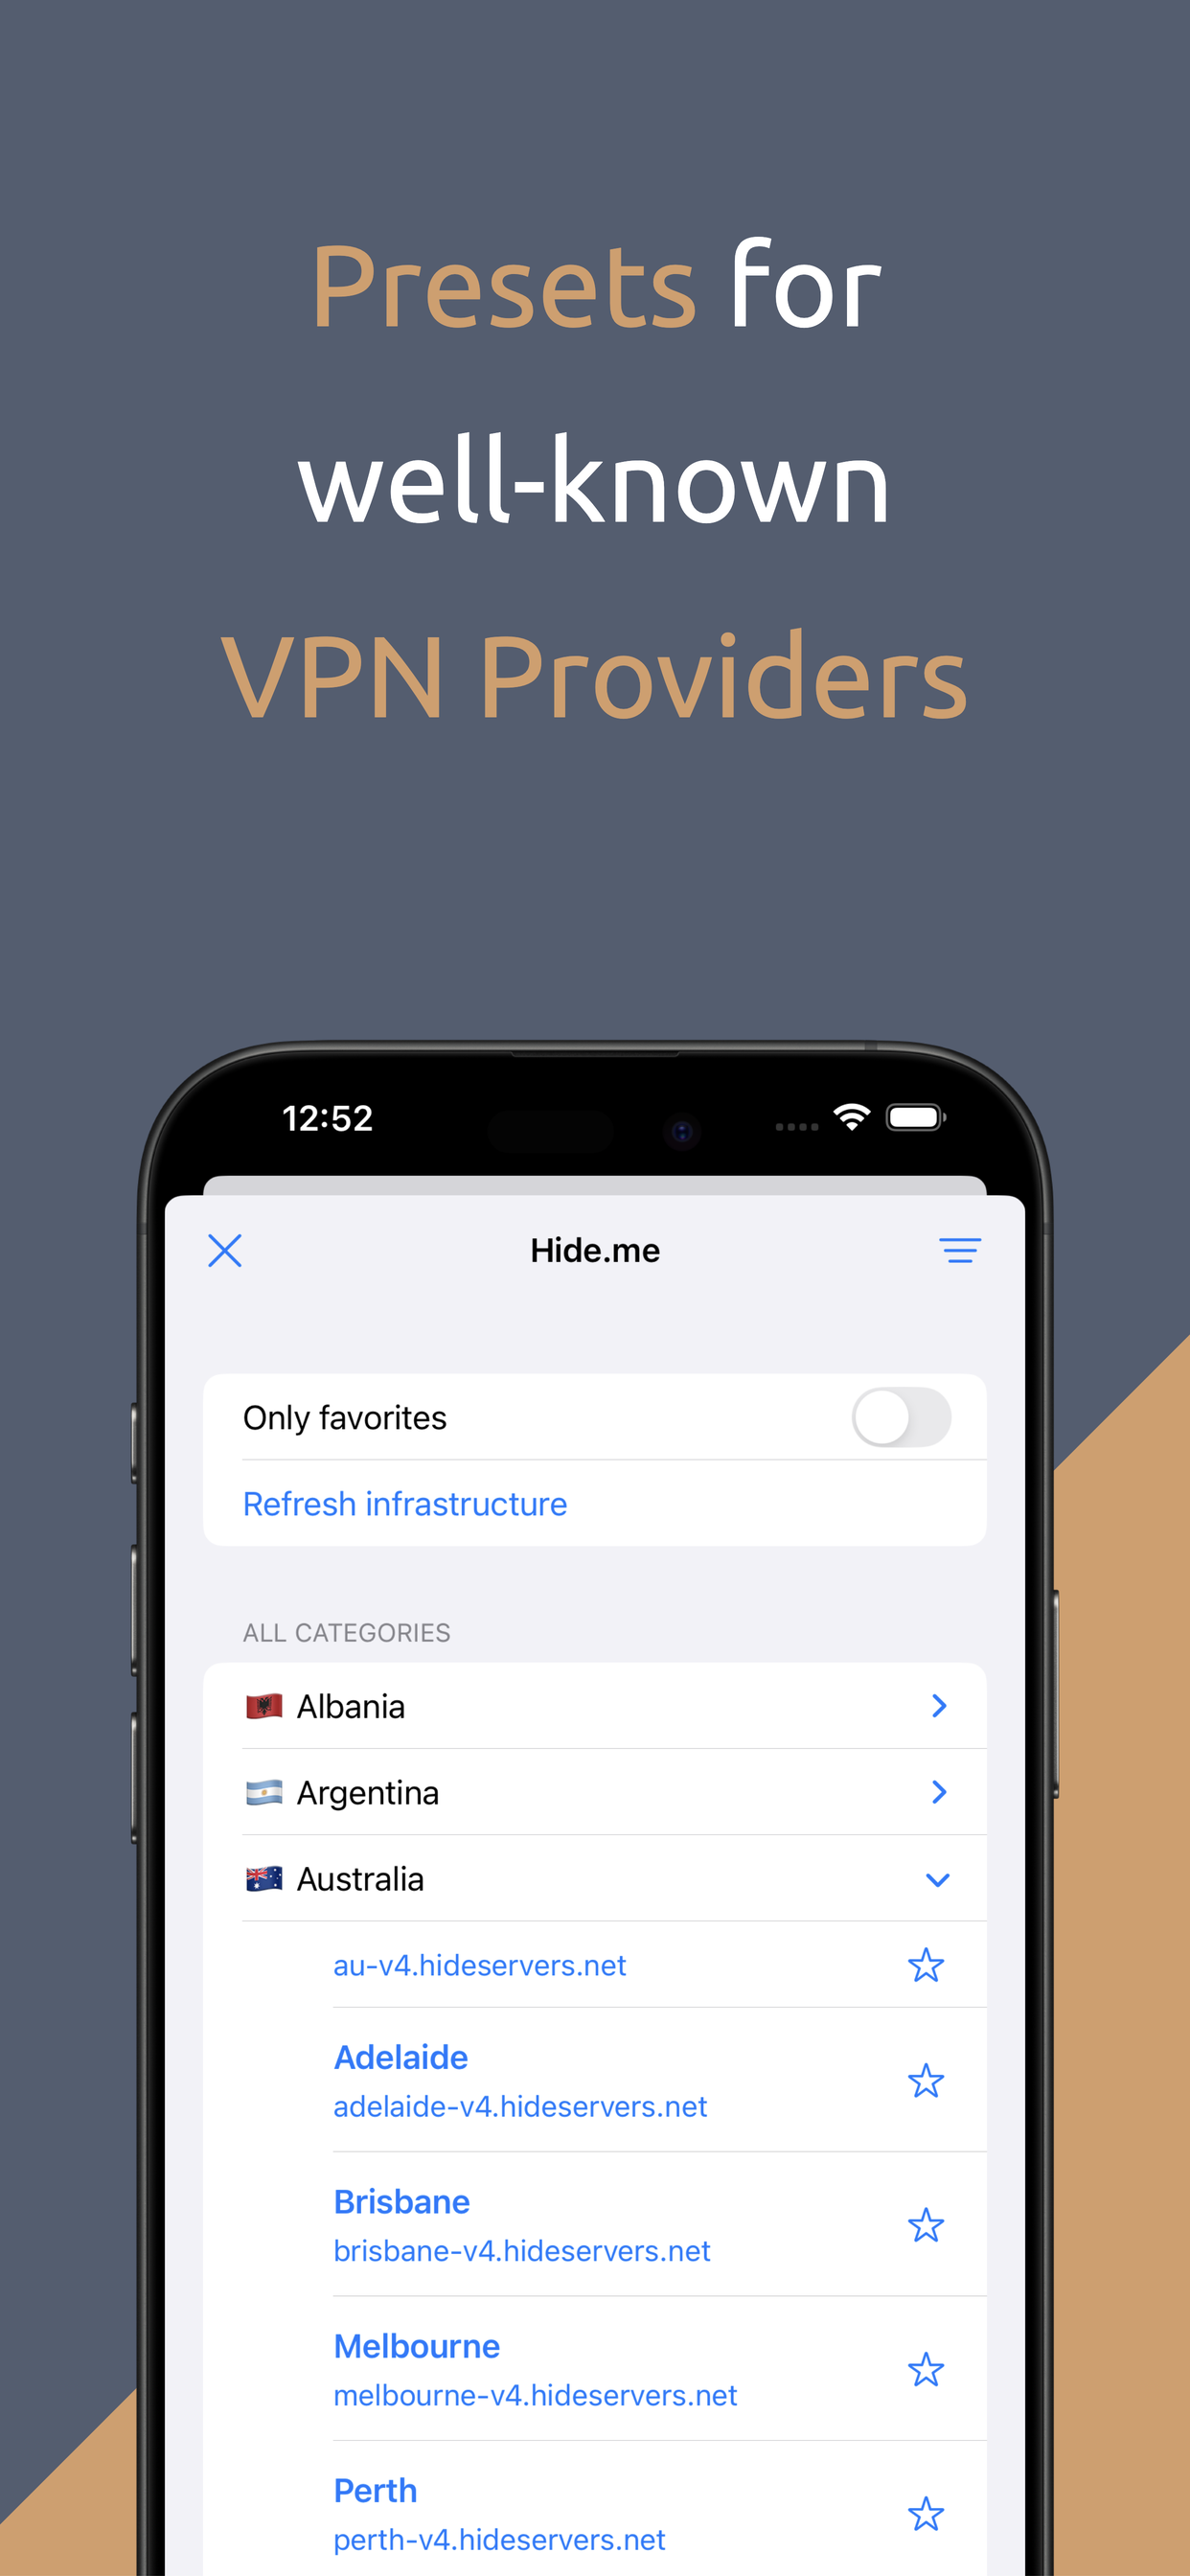 Presets for
well-known
VPN Providers
12:52
Hide.me
Only favorites
Refresh infrastructure
ALL CATEGORIES
Albania
Argentina
Australia
au-v4.hideservers.net
Adelaide
adelaide-v4.hideservers.net
Brisbane
brisbane-v4.hideservers.net
Melbourne
melbourne-v4.hideservers.net
Perth
perth-v4.hideservers.net